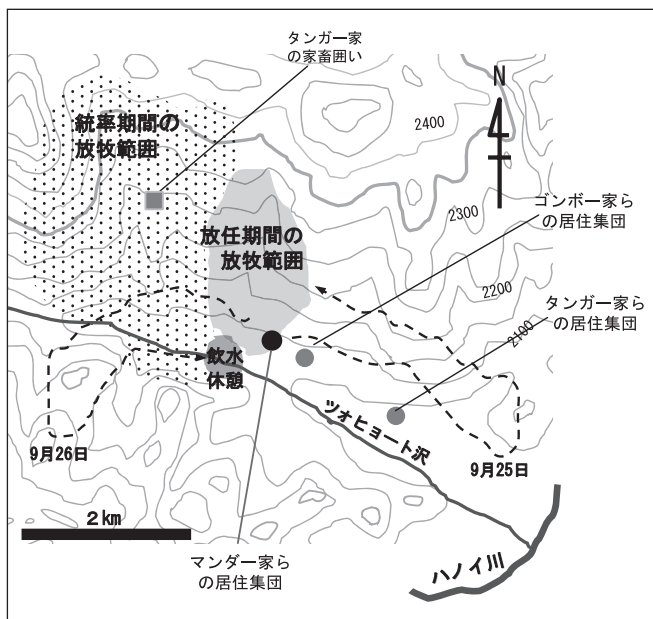 タンガー家
の家畜囲い
N
統率期間の
放牧範囲
2400
ゴンボー家ら
の居住集団
2300
放任期間の
放牧範囲
2200
タンガー家ら
の居住集団
2100
飲水
休憩
ツォヒョート沢
9月26日
9月25日
2km
マンダー家ら
の居住集団
ハノイ川